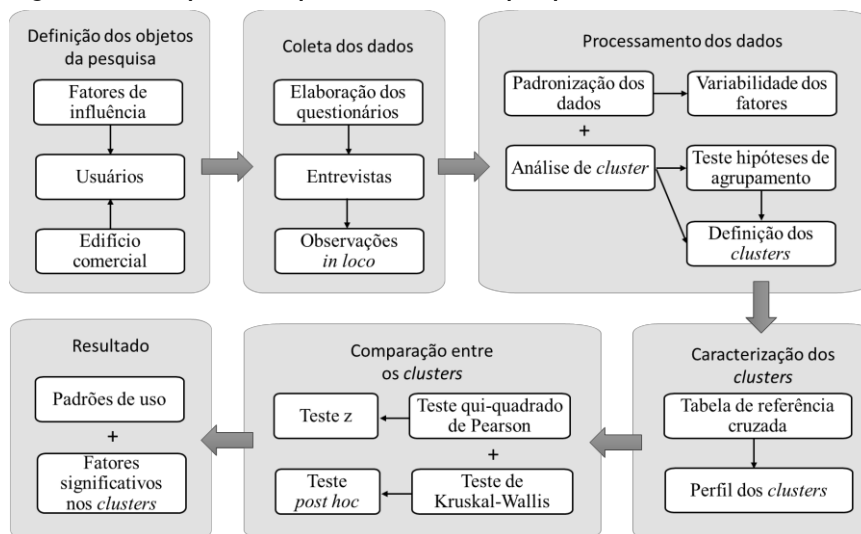 Definição dos objetos
da pesquisa
Fatores de
influência
Usuários
Edifício
comercial
Coleta dos dados
Elaboração dos
questionários
Entrevistas
Observações
in loco
Processamento dos dados
Padronização dos
dados
Variabilidade dos
fatores
+
Análise de cluster
Teste hipóteses de
agrupamento
Definição dos
clusters
Caracterização dos
clusters
Tabela de referência
cruzada
Perfil dos clusters
Comparação entre
os clusters
Teste qui-quadrado
de Pearson
Teste z
+
Teste de
Kruskal-Wallis
Teste
post hoc
Resultado
Padrões de uso
+
Fatores
significativos
nos clusters